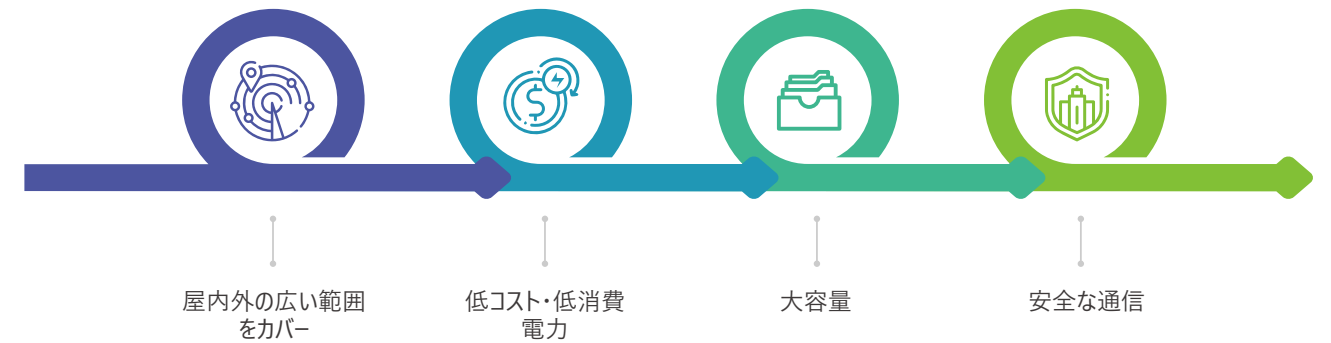 屋内外の広い範囲
をカバー
低コスト・低消費
電力
大容量
安全な通信